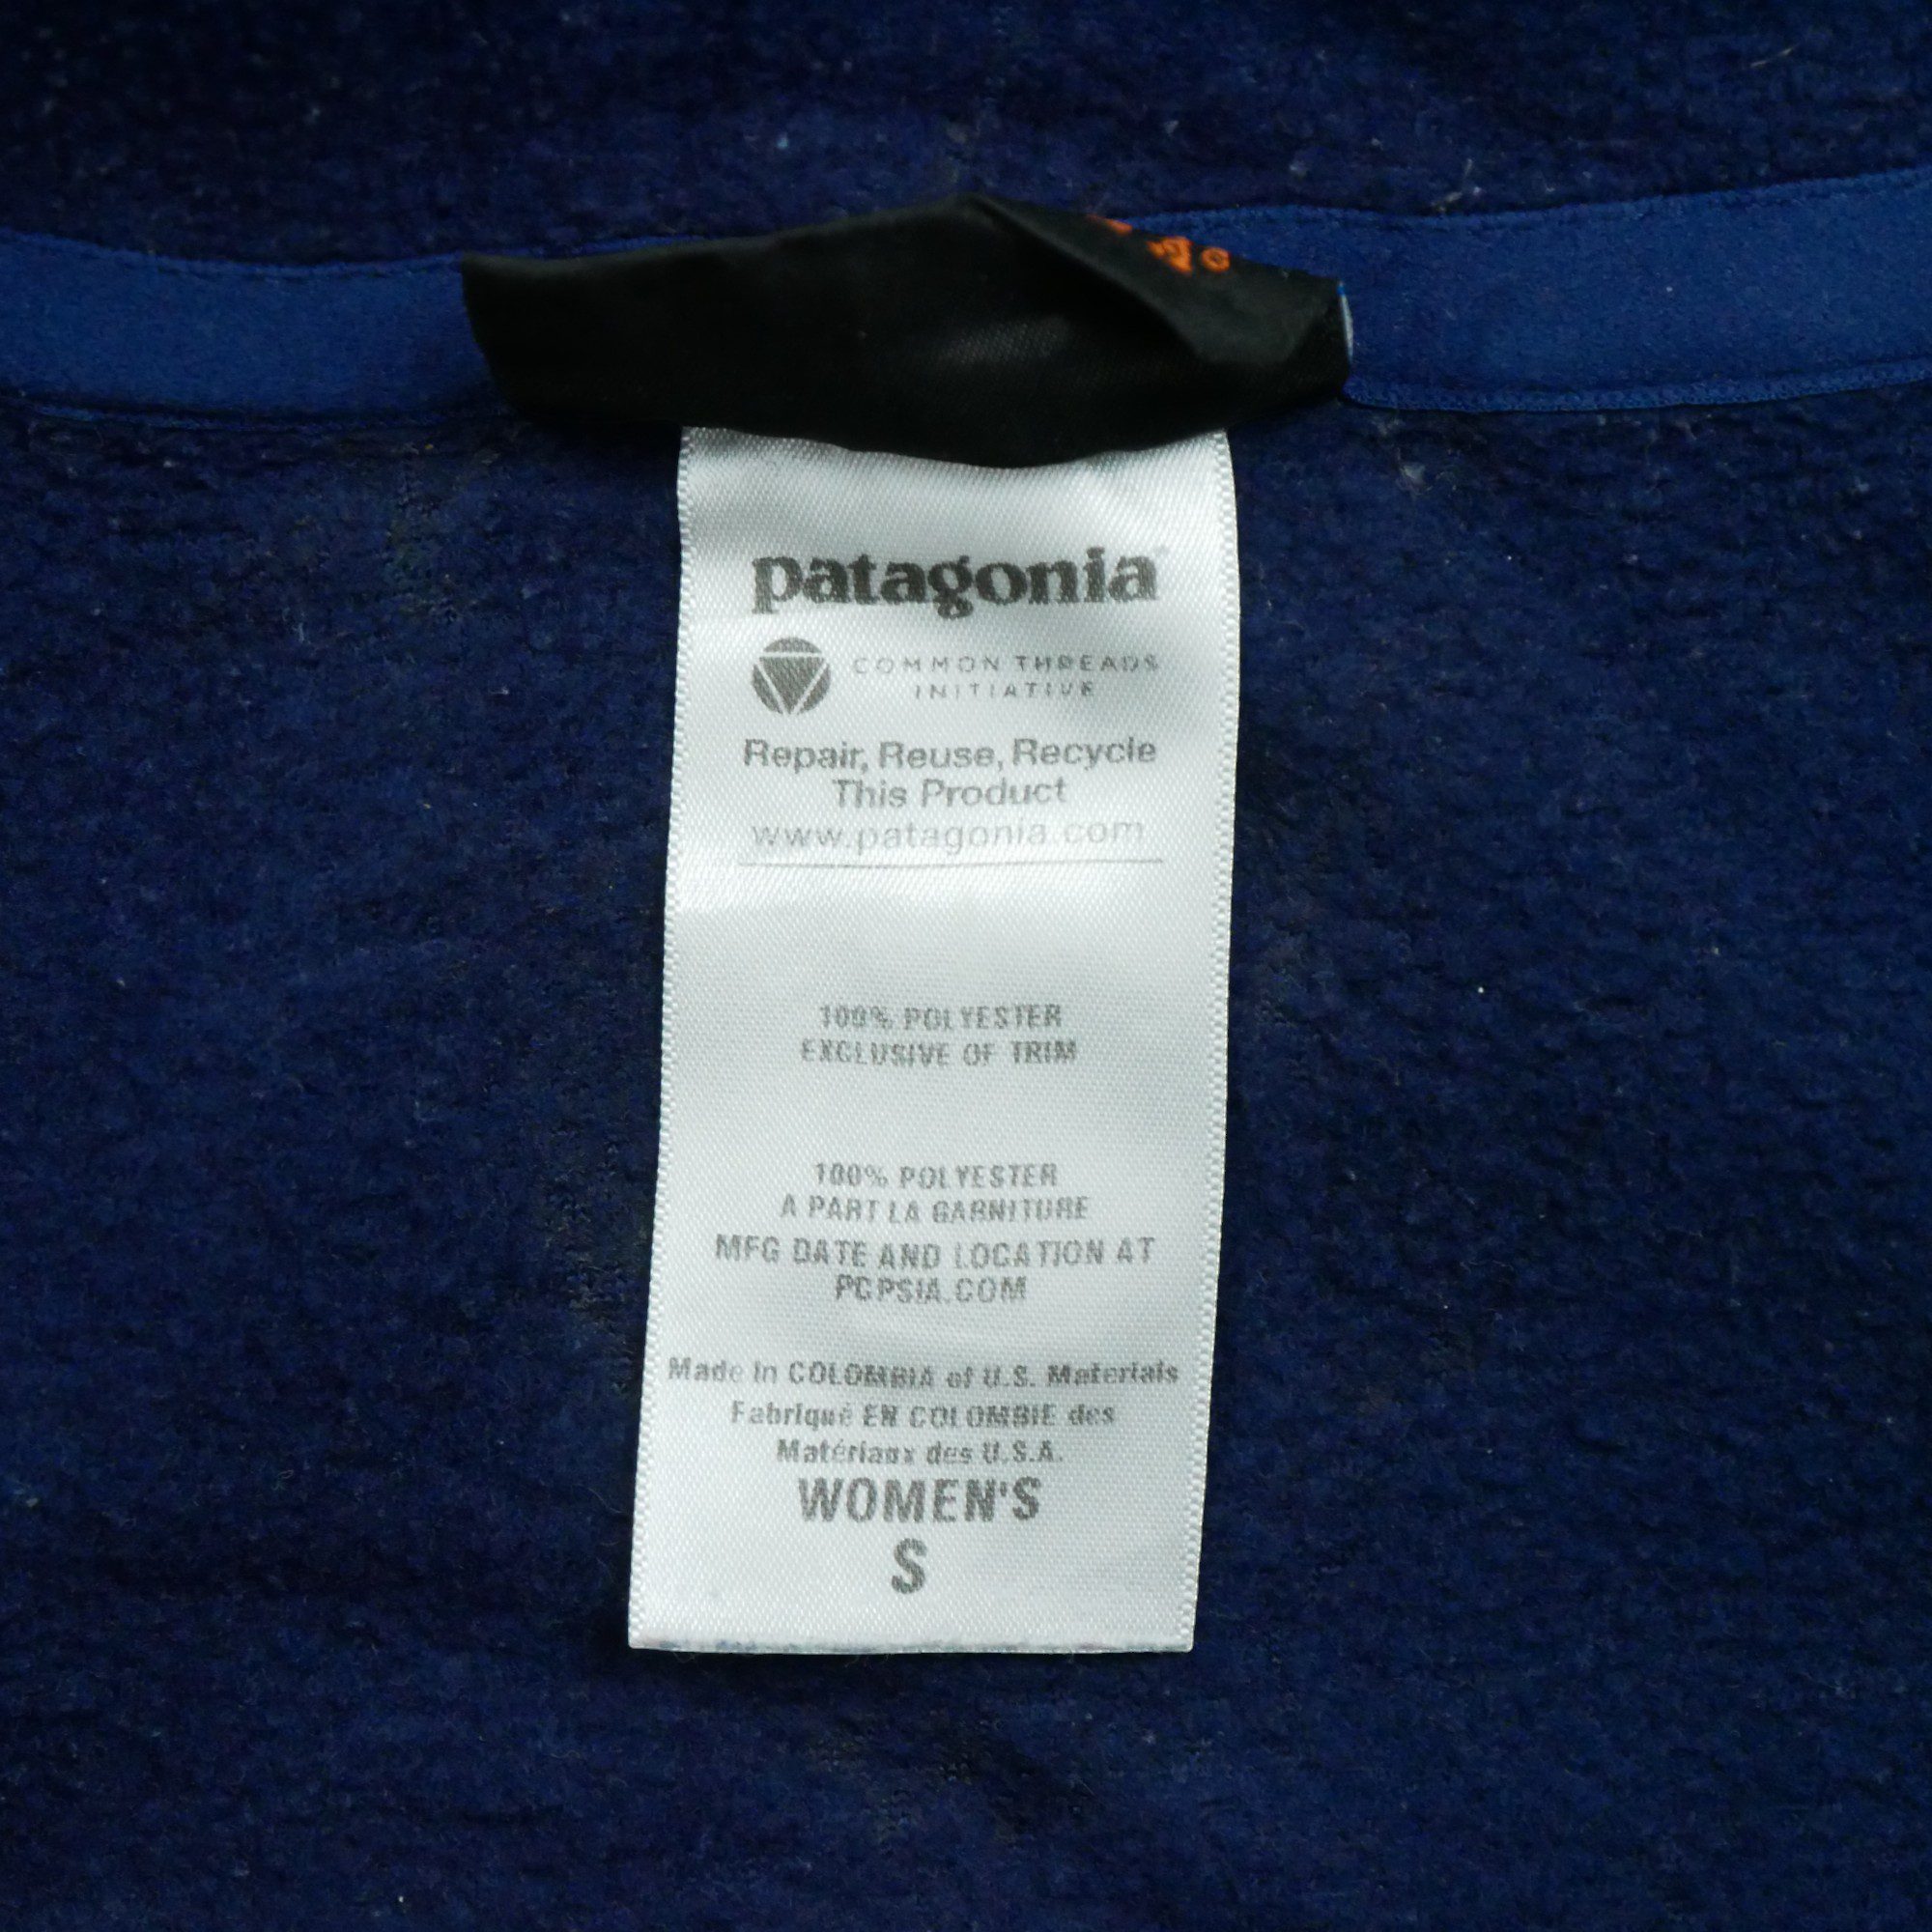 patagonia
COMMON THREADS
INITIATIVE
Repair, Reuse, Recycle
This Product
www.patagonia.com
100% POLYESTER
EXCLUSIVE OF TRIM
100% POLYESTER
A PART LA GARNITURE
MFG DATE AND LOCATION AT
PCPSIA.COM
Made in COLOMBIA of U.S. Materials
Fabriqué EN COLOMBIE des
Matériaux des U.S.A.
WOMEN'S
S